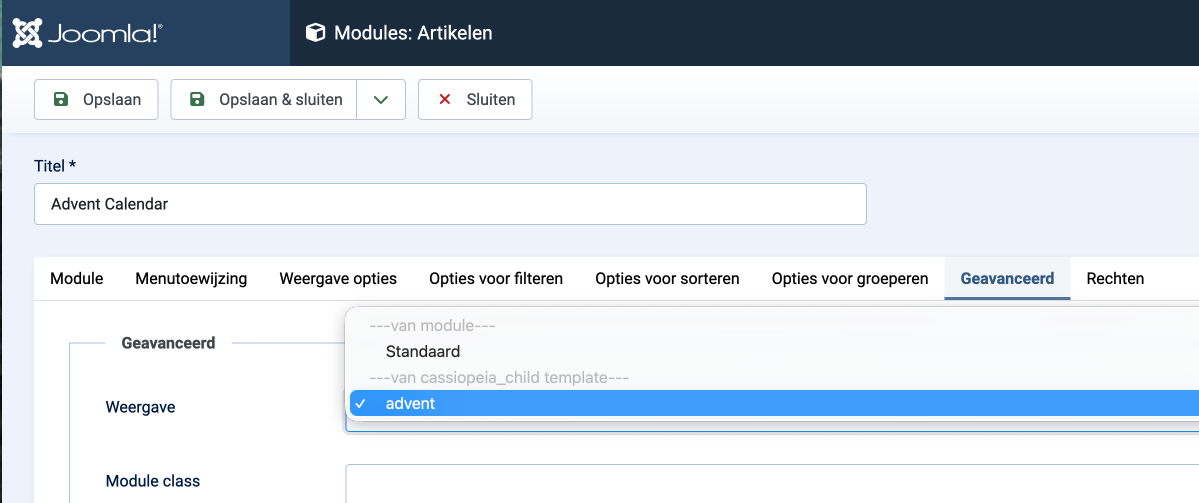 Joomla!®
Modules: Artikelen
Opslaan
Opslaan & sluiten
Sluiten
Titel *
Advent Calendar
Module
Menutoewijzing
Weergave opties
Opties voor filteren
Opties voor sorteren
Opties voor groeperen
Geavanceerd
Rechten
Geavanceerd
---van module---
Standaard
---van cassiopeia_child template---
Weergave
advent
Module class